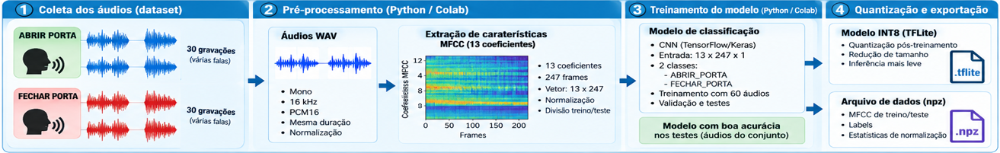 1 Coleta dos áudios (dataset)
ABRIR PORTA
30 gravações
(várias falas)
FECHAR PORTA
30 gravações
(várias falas)
2 Pré-processamento (Python / Colab)
Áudios WAV
• Mono
• 16 kHz
• PCM16
• Mesma duração
• Normalização
Extração de caraterísticas
MFCC (13 coeficientes)
12
8
4
8
3
0 50 100 150 200
Frames
• 13 coeficientes
• 247 frames
• Vetor: 13 x 247
• Normalização
• Divisão treino/teste
3 Treinamento do modelo (Python / Colab)
Modelo de classificação
• CNN (TensorFlow/Keras)
• Entrada: 13 x 247 x 1
• 2 classes:
- ABRIR_PORTA
- FECHAR_PORTA
• Treinamento com 60 áudios
• Validação e testes
Modelo com boa acurácia
nos testes (áudios do conjunto)
4 Quantização e exportação
Modelo INT8 (TFLite)
• Quantização pós-treinamento
• Redução de tamanho
• Inferência mais leve
.tflite
Arquivo de dados (npz)
• MFCC de treino/teste
• Labels
• Estatísticas de normalização
.npz